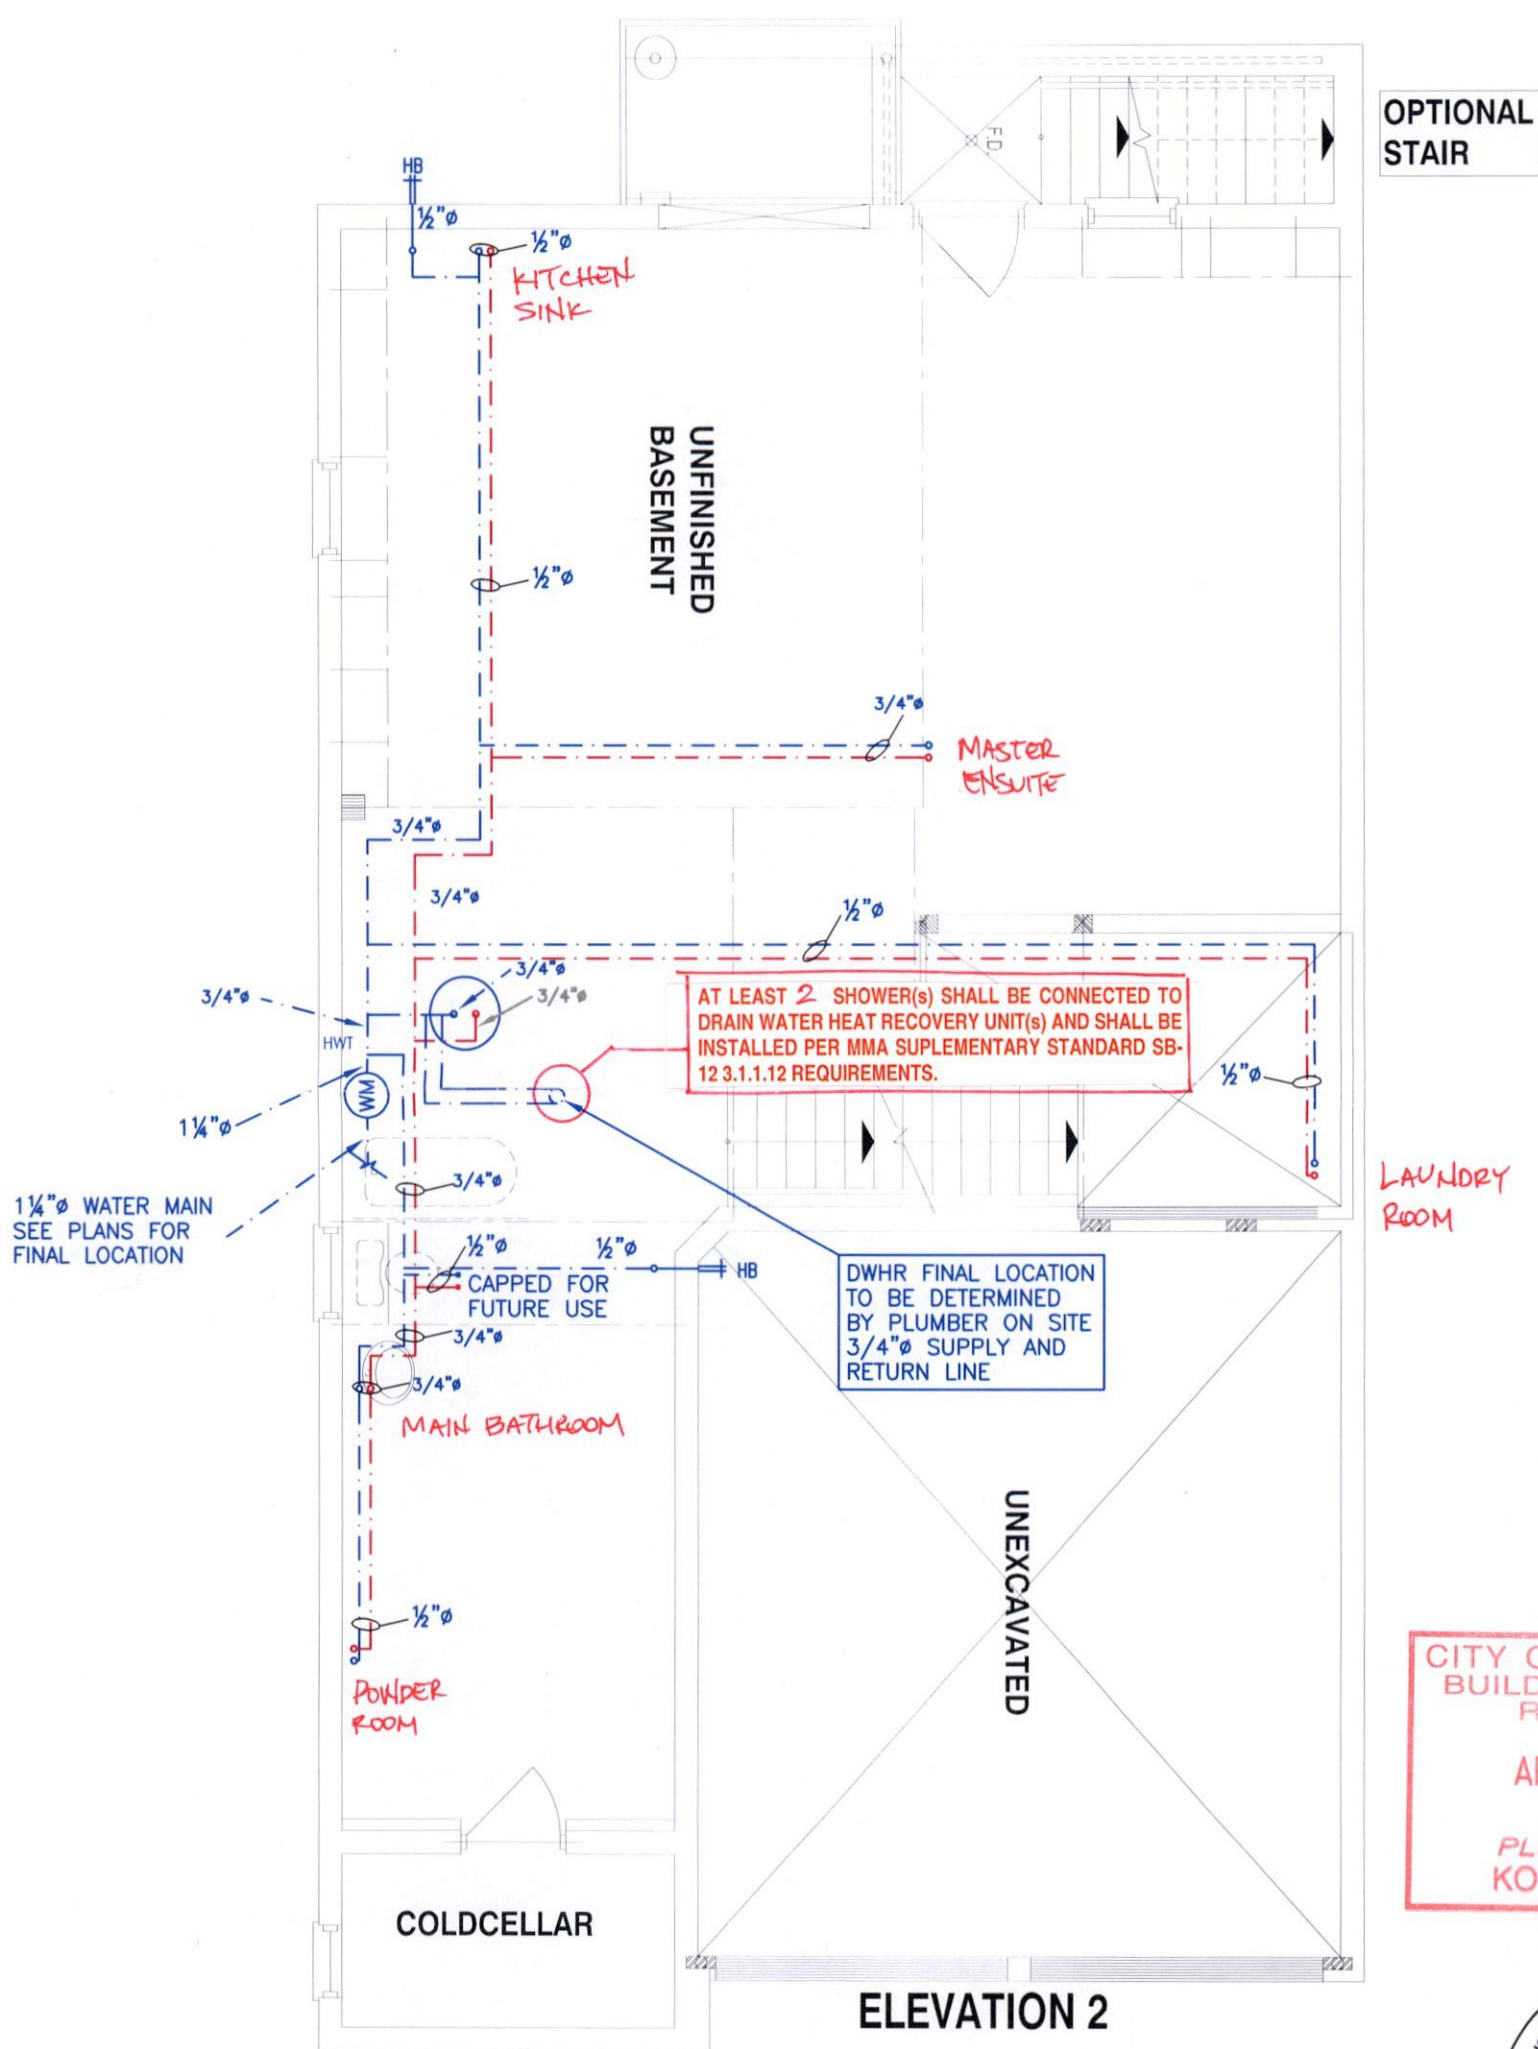 OPTIONAL
STAIR
F.D.
HB
½"ø
½"ø
KITCHEN
SINK
UNFINISHED
BASEMENT
½"ø
3/4"ø
MASTER
ENSUITE
3/4"ø
3/4"ø
½"ø
3/4"ø
3/4"ø
3/4"ø
HWT
AT LEAST 2 SHOWER(s) SHALL BE CONNECTED TO
DRAIN WATER HEAT RECOVERY UNIT(s) AND SHALL BE
INSTALLED PER MMA SUPLEMENTARY STANDARD SB-
12 3.1.1.12 REQUIREMENTS.
½"ø
WM
1¼"ø
3/4"ø
LAUNDRY
ROOM
1¼"ø WATER MAIN
SEE PLANS FOR
FINAL LOCATION
½"ø
½"ø
HB
CAPPED FOR
FUTURE USE
DWHR FINAL LOCATION
TO BE DETERMINED
BY PLUMBER ON SITE
3/4"ø SUPPLY AND
RETURN LINE
3/4"ø
3/4"ø
MAIN BATHROOM
UNEXCAVATED
½"ø
POWDER
ROOM
CITY
BUILD
PL
KO
COLDCELLAR
ELEVATION 2